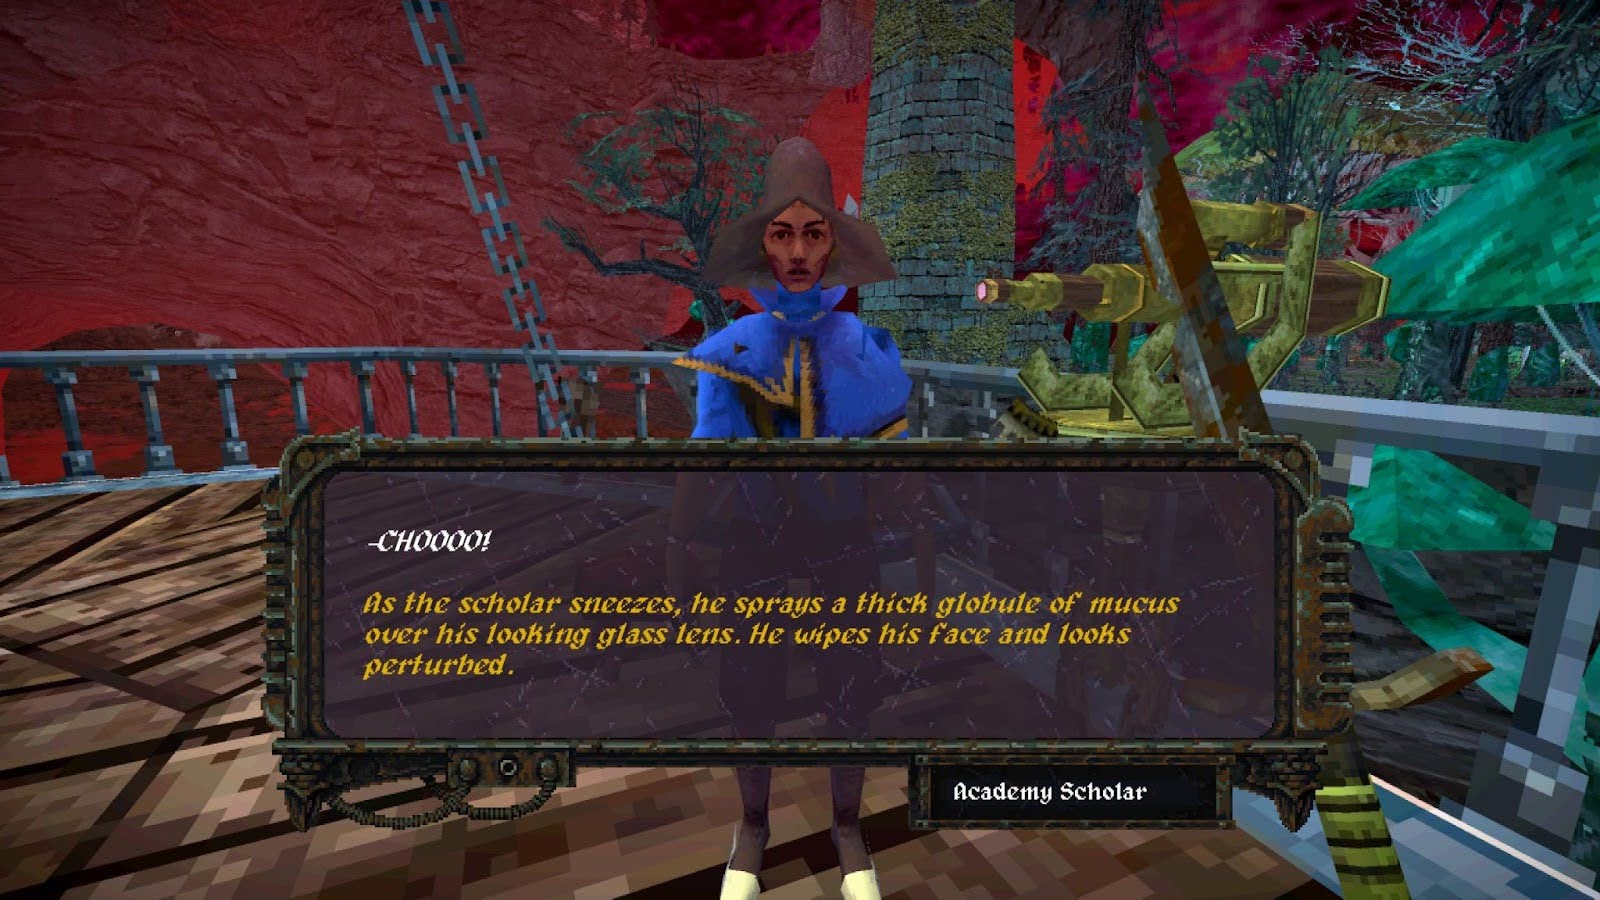 -CHOOOO!
As the scholar sneezes, he sprays a thick globule of mucus
over his looking glass lens. He wipes his face and looks
perturbed.
Academy Scholar